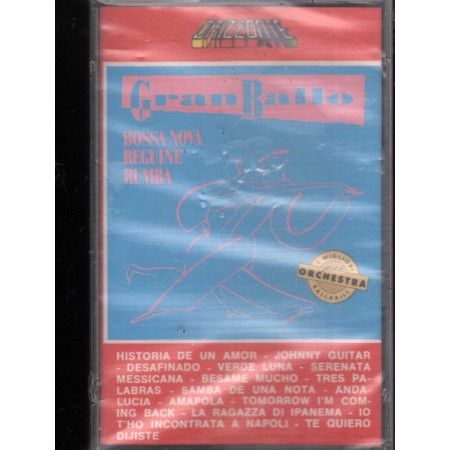 ORIZZONTE
Gran Ballo
BOSSA NOVA
BEGUINE
RUMBA
I MIGLIORI
ORCHESTRA
BALLABILI
HISTORIA DE UN AMOR - JOHNNY GUITAR
- DESAFINADO - VERDE LUNA - SERENATA
MESSICANA - BESAME MUCHO - TRES PA-
LABRAS - SAMBA DE UNA NOTA - ANDA-
LUCIA - AMAPOLA - TOMORROW I'M COM-
ING BACK - LA RAGAZZA DI IPANEMA - IO
T'HO INCONTRATA A NAPOLI - TE QUIERO
DIJISTE